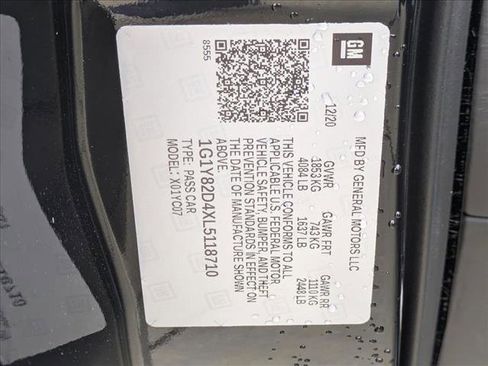 GM
MFD BY GENERAL MOTORS LLC
12/20 GVWR GAWR FRT GAWR RR
1853 KG 743 KG 1110 KG
4084 LB 1637 LB 2448 LB
THIS VEHICLE CONFORMS TO ALL
APPLICABLE U.S. FEDERAL MOTOR
VEHICLE SAFETY, BUMPER, AND THEFT
PREVENTION STANDARDS IN EFFECT ON
THE DATE OF MANUFACTURE SHOWN
ABOVE.
1G1Y82D4XL5118710
TYPE: PASS CAR
MODEL: X01YC07
8555